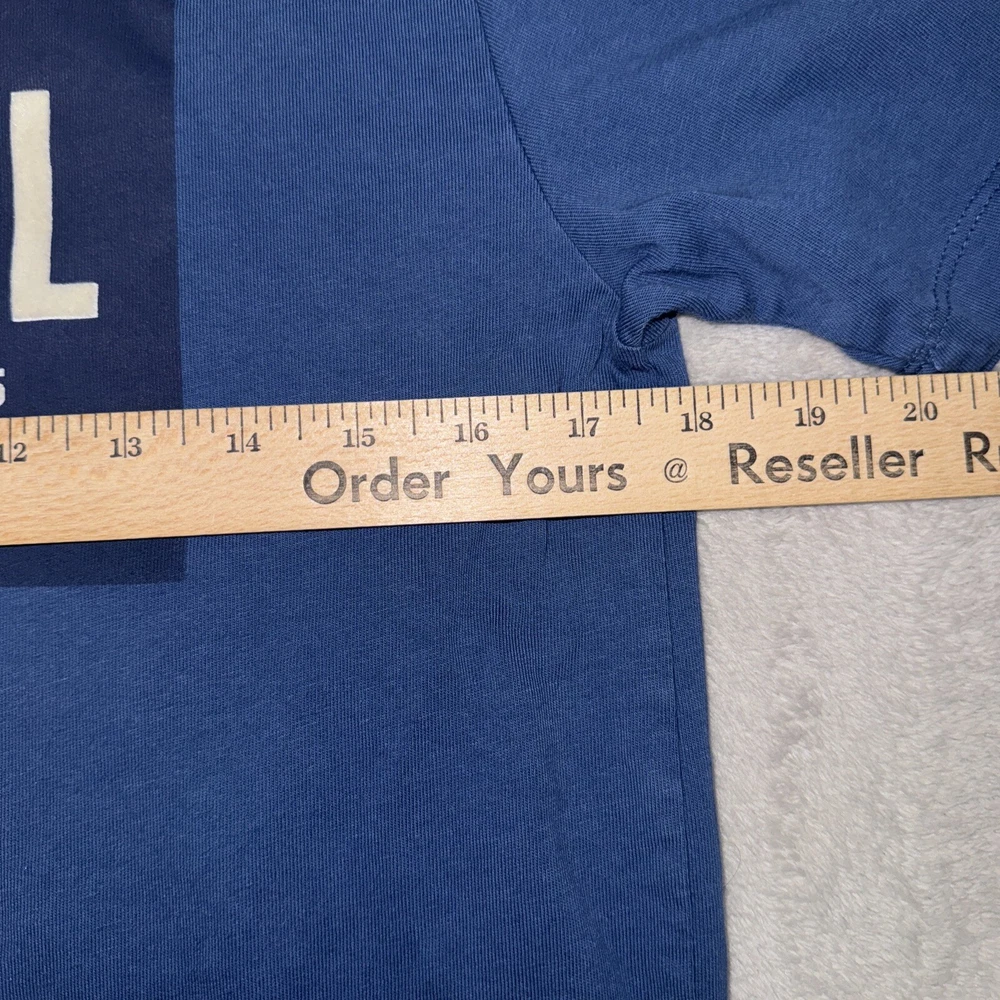 L
12 13 14 15 16 17 18 19 20
Order Yours @ Reseller